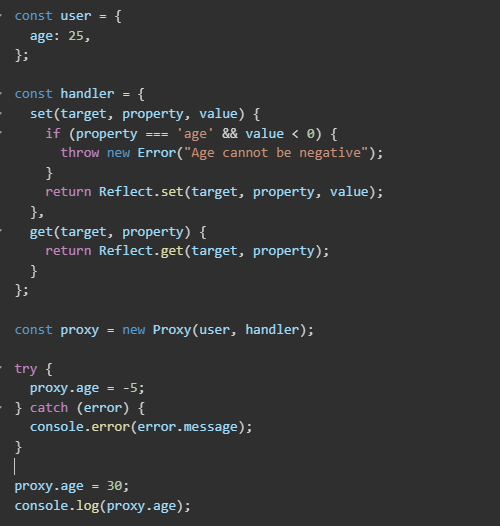 const user = {
  age: 25,
};

const handler = {
  set(target, property, value) {
    if (property === 'age' && value < 0) {
      throw new Error("Age cannot be negative");
    }
    return Reflect.set(target, property, value);
  },
  get(target, property) {
    return Reflect.get(target, property);
  }
};

const proxy = new Proxy(user, handler);

try {
  proxy.age = -5;
} catch (error) {
  console.error(error.message);
}

proxy.age = 30;
console.log(proxy.age);